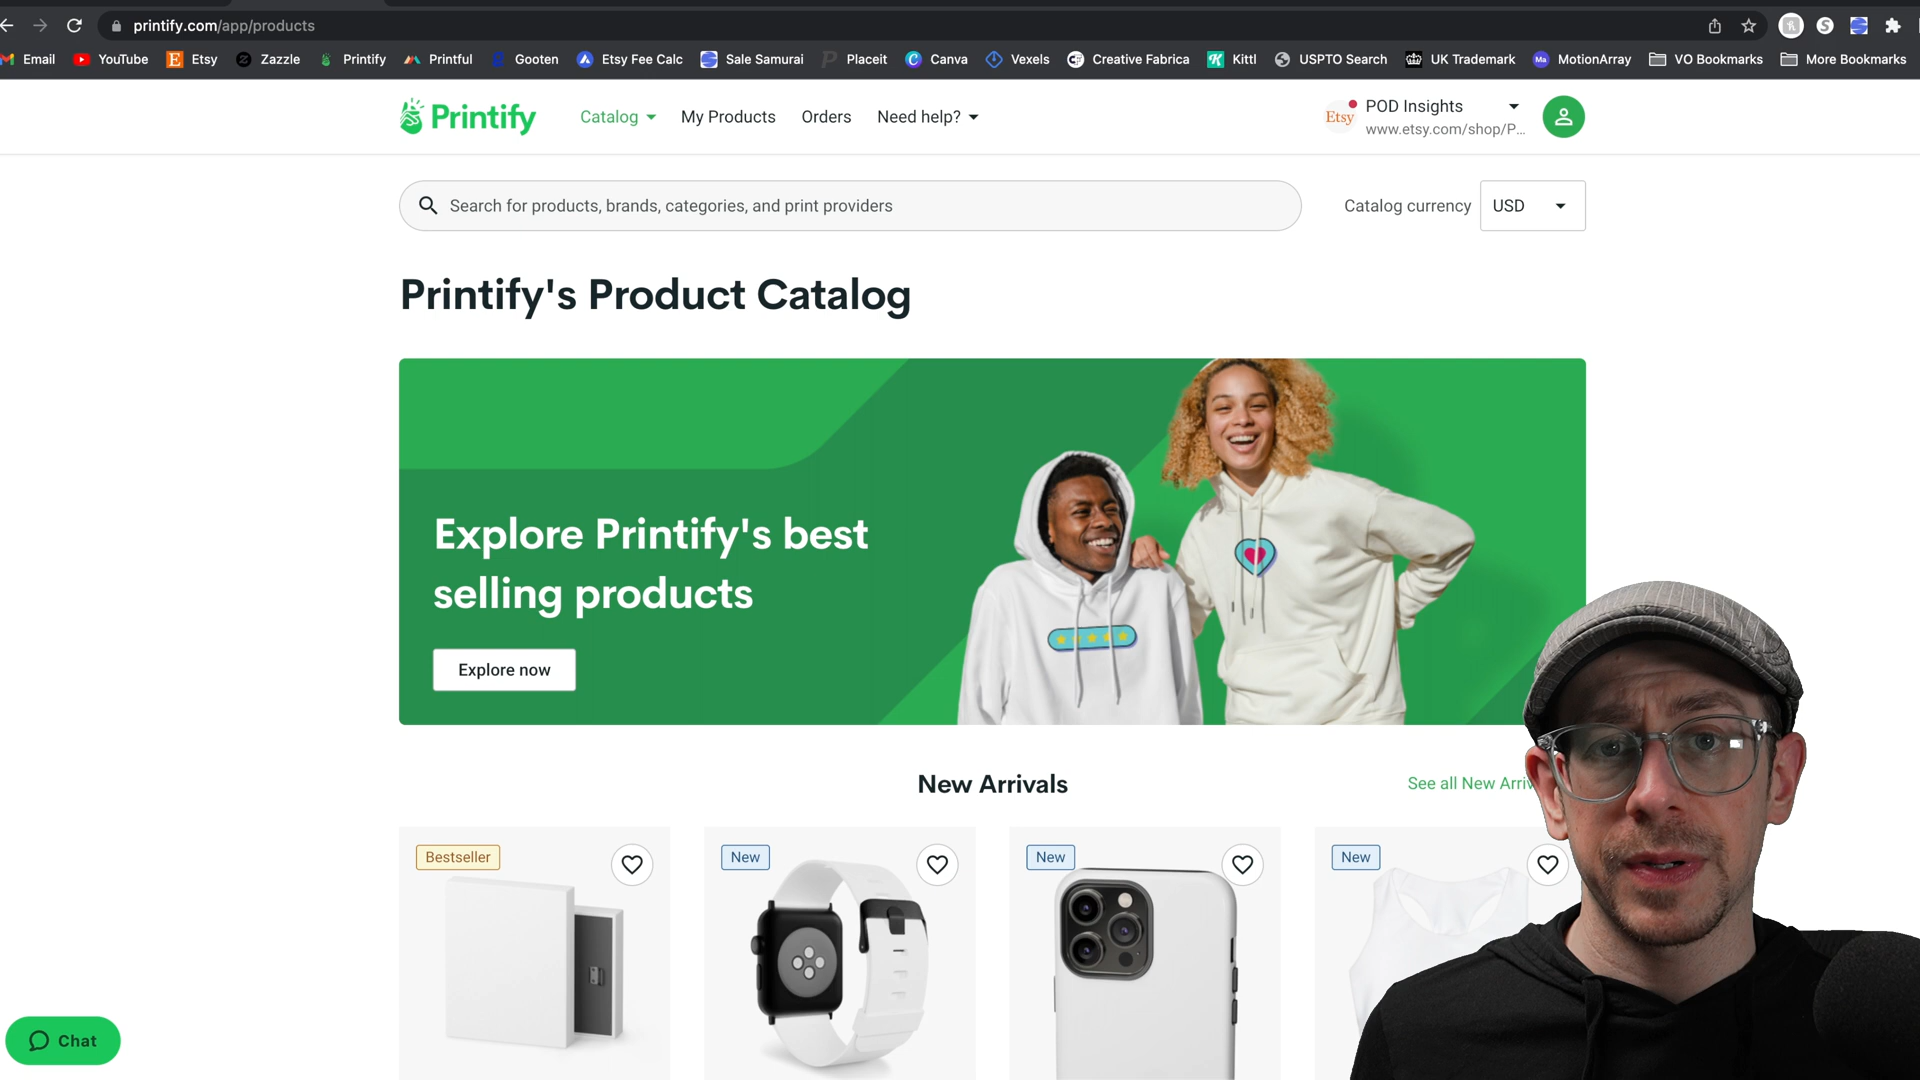 printify.com/app/products
Email YouTube Etsy Zazzle Printify Printful Gooten Etsy Fee Calc Sale Samurai Placeit Canva Vexels Creative Fabrica Kittl USPTO Search UK Trademark MotionArray VO Bookmarks More Bookmarks
Printify
Catalog My Products Orders Need help?
Etsy
POD Insights
www.etsy.com/shop/P...
Search for products, brands, categories, and print providers
Catalog currency USD
Printify's Product Catalog
Explore Printify's best
selling products
Explore now
New Arrivals
See all New
Bestseller
New
New
New
Chat